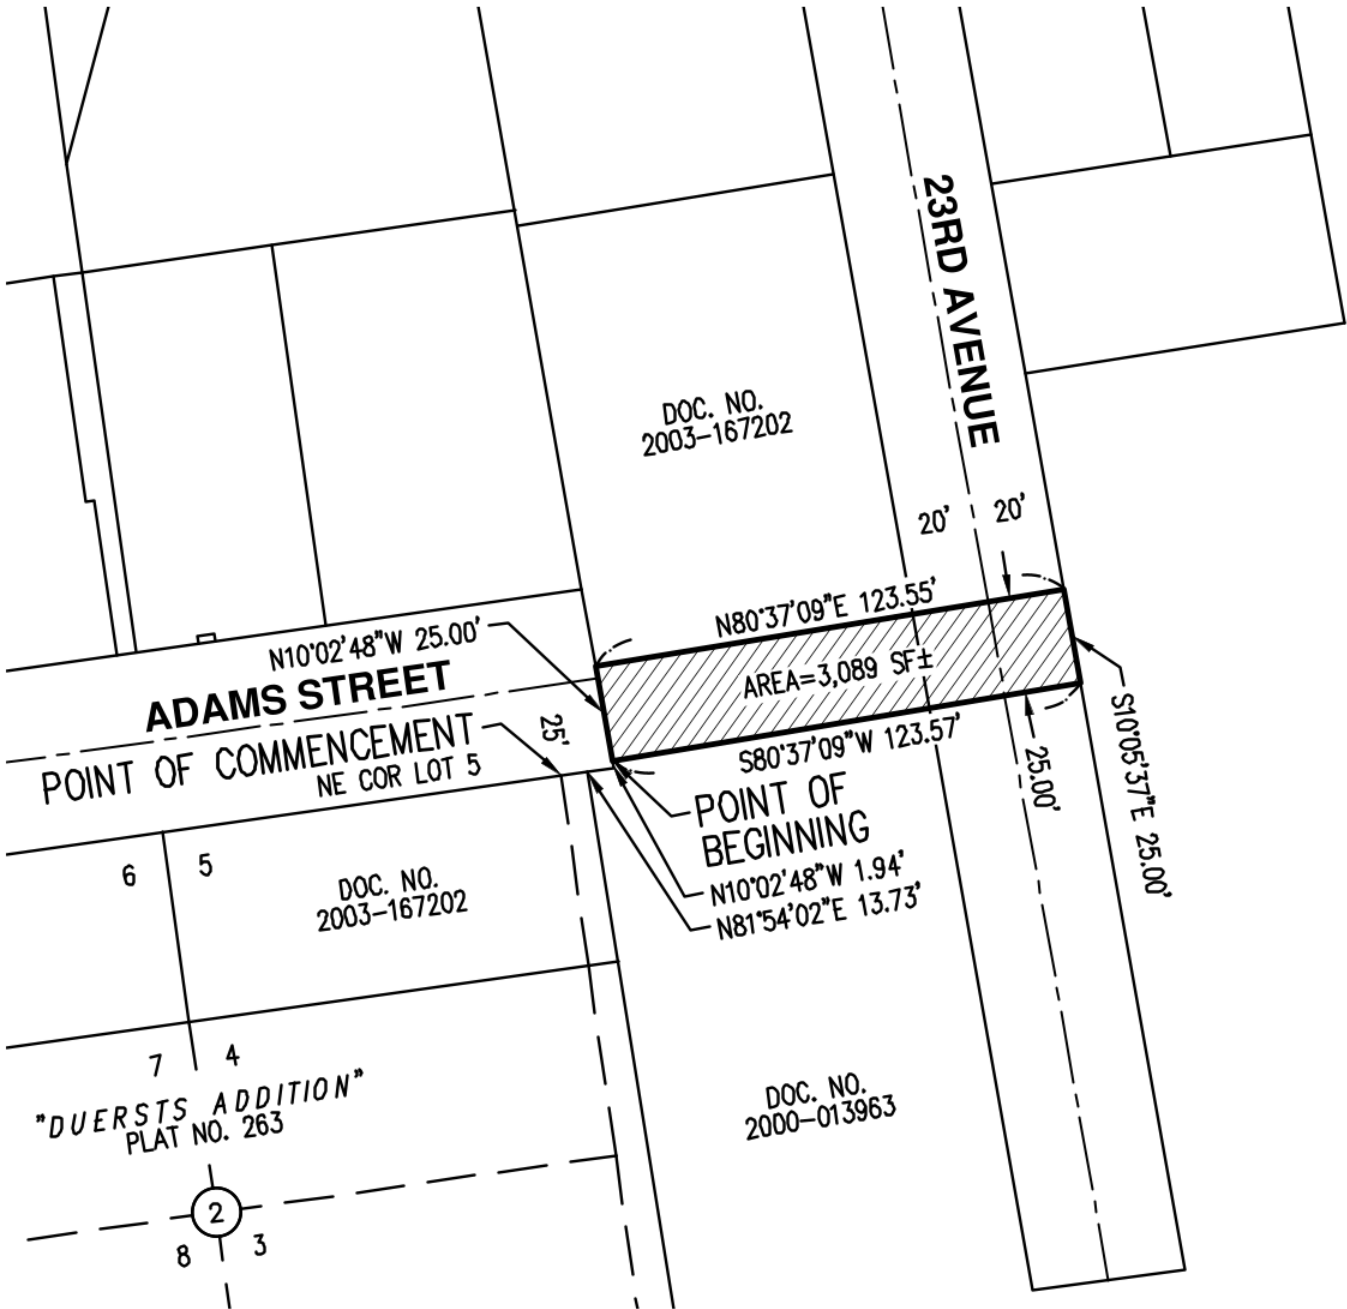 23RD AVENUE
DOC. NO.
2003-167202
20' 20'
N80°37'09"E 123.55'
N10°02'48"W 25.00'
ADAMS STREET
AREA=3,089 SF±
POINT OF COMMENCEMENT
NE COR LOT 5
25'
S80°37'09"W 123.57'
S10°05'37"E 25.00'
25.00'
POINT OF
BEGINNING
N10°02'48"W 1.94'
N81°54'02"E 13.73'
6 5
DOC. NO.
2003-167202
7 4
"DUERSTS ADDITION"
PLAT NO. 263
DOC. NO.
2000-013963
2
8 3